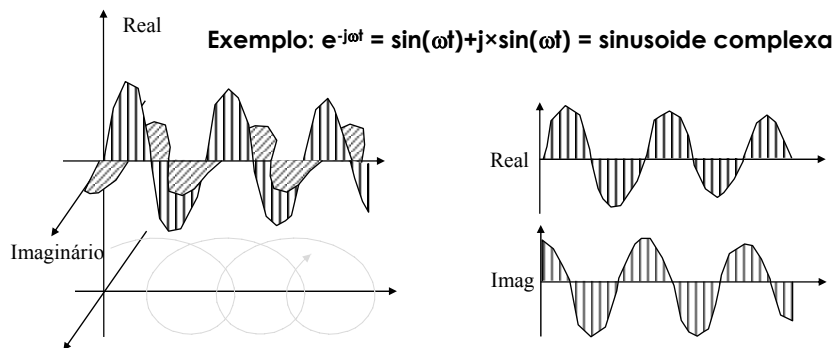 Real
Exemplo: e-jωt = sin(ωt)+j×sin(ωt) = sinusoide complexa
Real
Imaginário
Imag